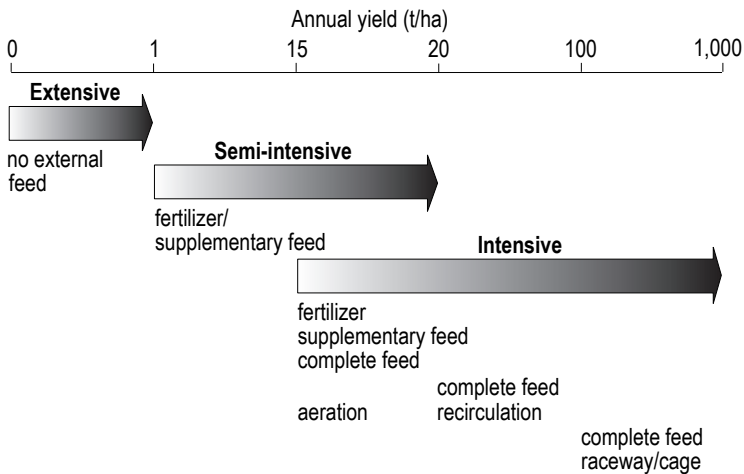 Annual yield (t/ha)
0 1 15 20 100 1,000
Extensive
no external
feed
Semi-intensive
fertilizer/
supplementary feed
Intensive
fertilizer
supplementary feed
complete feed
aeration
complete feed
recirculation
complete feed
raceway/cage